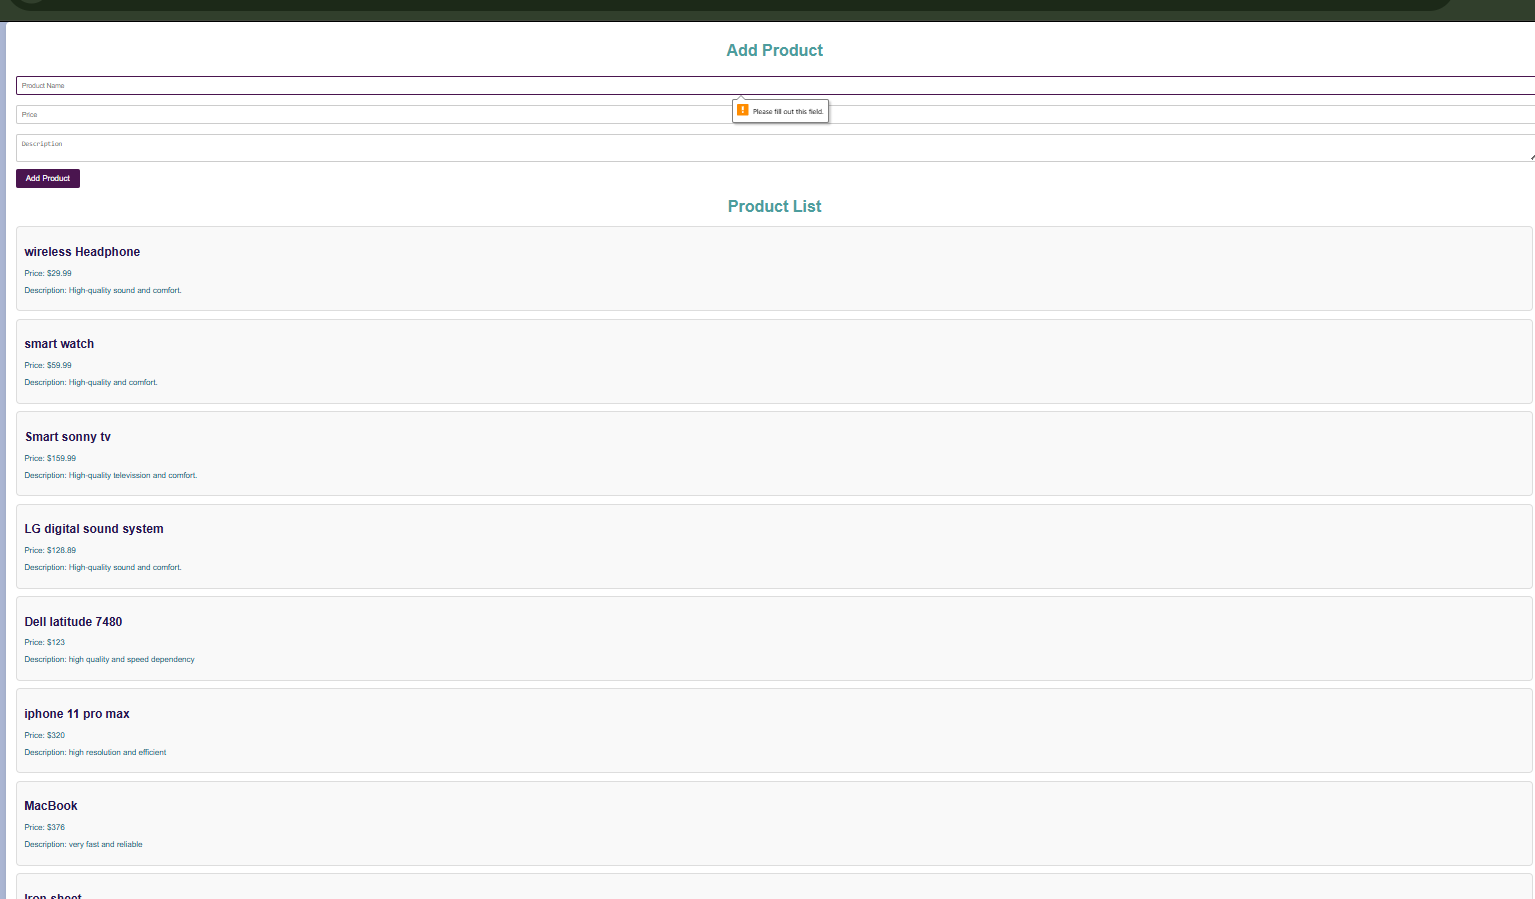 Add Product
Product Name
Please fill out this field.
Price
Description
Add Product
Product List
wireless Headphone
Price: $29.99
Description: High-quality sound and comfort.
smart watch
Price: $59.99
Description: High-quality and comfort.
Smart sonny tv
Price: $159.99
Description: High-quality televission and comfort.
LG digital sound system
Price: $128.89
Description: High-quality sound and comfort.
Dell latitude 7480
Price: $123
Description: high quality and speed dependency
iphone 11 pro max
Price: $320
Description: high resolution and efficient
MacBook
Price: $376
Description: very fast and reliable
Iron sheet